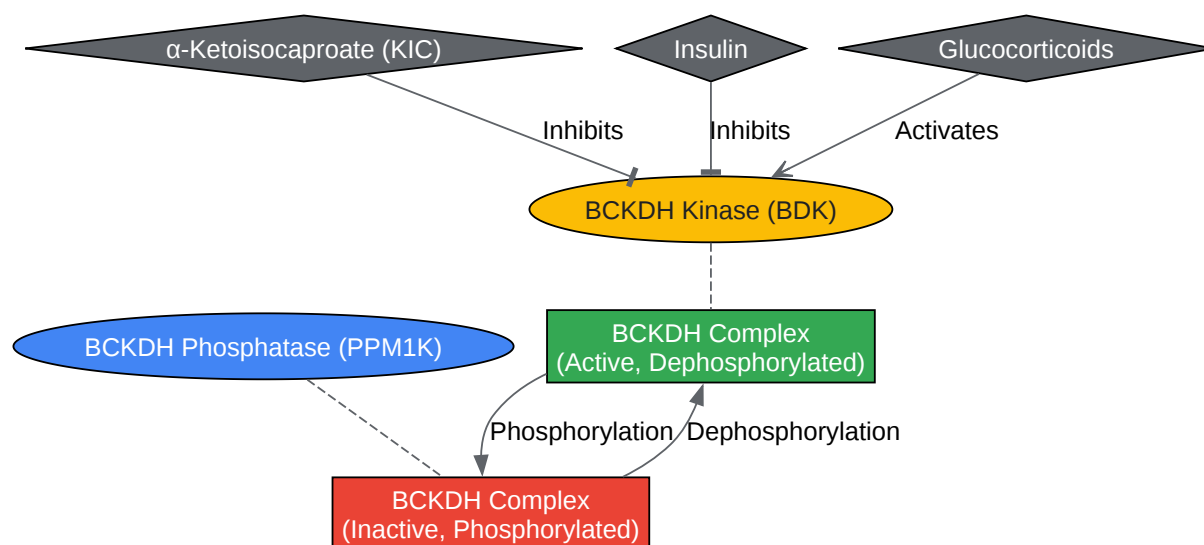 α-Ketoisocaproate (KIC)
Insulin
Glucocorticoids
Inhibits
Inhibits
Activates
BCKDH Kinase (BDK)
BCKDH Phosphatase (PPM1K)
BCKDH Complex
(Active, Dephosphorylated)
Phosphorylation
Dephosphorylation
BCKDH Complex
(Inactive, Phosphorylated)